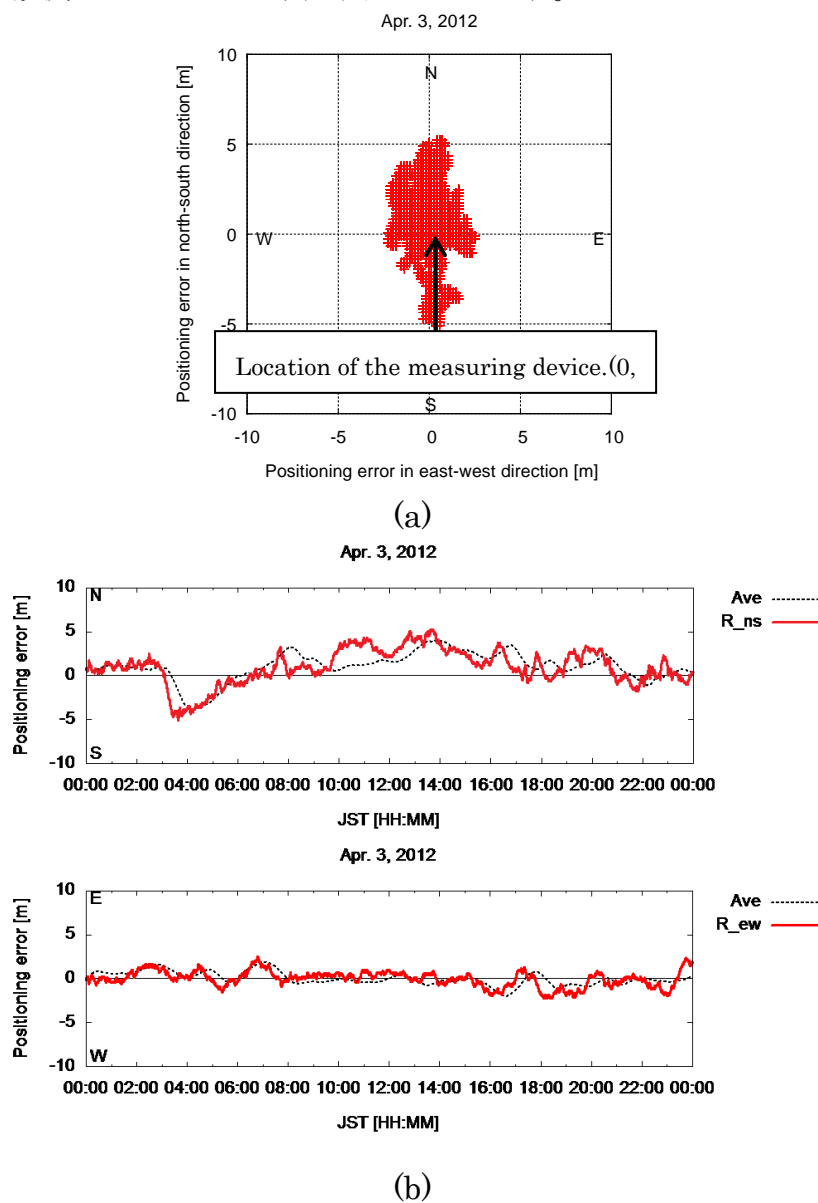 Apr. 3, 2012
Positioning error in north-south direction [m]
10
5
0
-5
-10
N
W
E
S
Location of the measuring device.(0,
-10
-5
0
5
10
Positioning error in east-west direction [m]
(a)
Apr. 3, 2012
Positioning error [m]
10
5
0
-5
-10
N
S
Ave
R_ns
00:00 02:00 04:00 06:00 08:00 10:00 12:00 14:00 16:00 18:00 20:00 22:00 00:00
JST [HH:MM]
Apr. 3, 2012
Positioning error [m]
10
5
0
-5
-10
E
W
Ave
R_ew
00:00 02:00 04:00 06:00 08:00 10:00 12:00 14:00 16:00 18:00 20:00 22:00 00:00
JST [HH:MM]
(b)